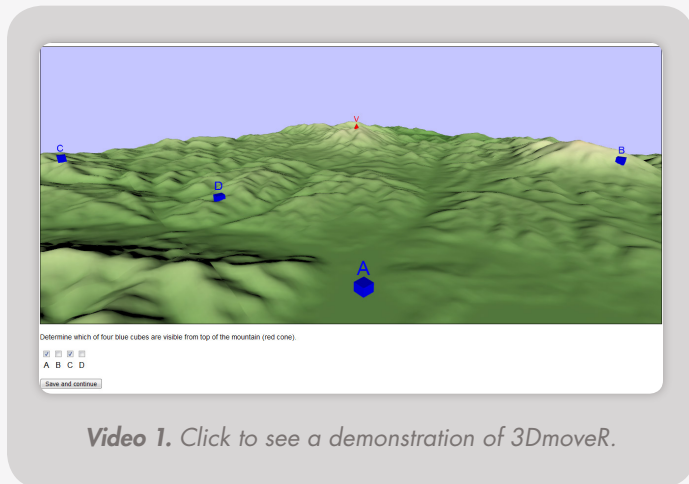 V
C
B
D
A
Determine which of four blue cubes are visible from top of the mountain (red cone).
A B C D
Save and continue
Video 1. Click to see a demonstration of 3DmoveR.